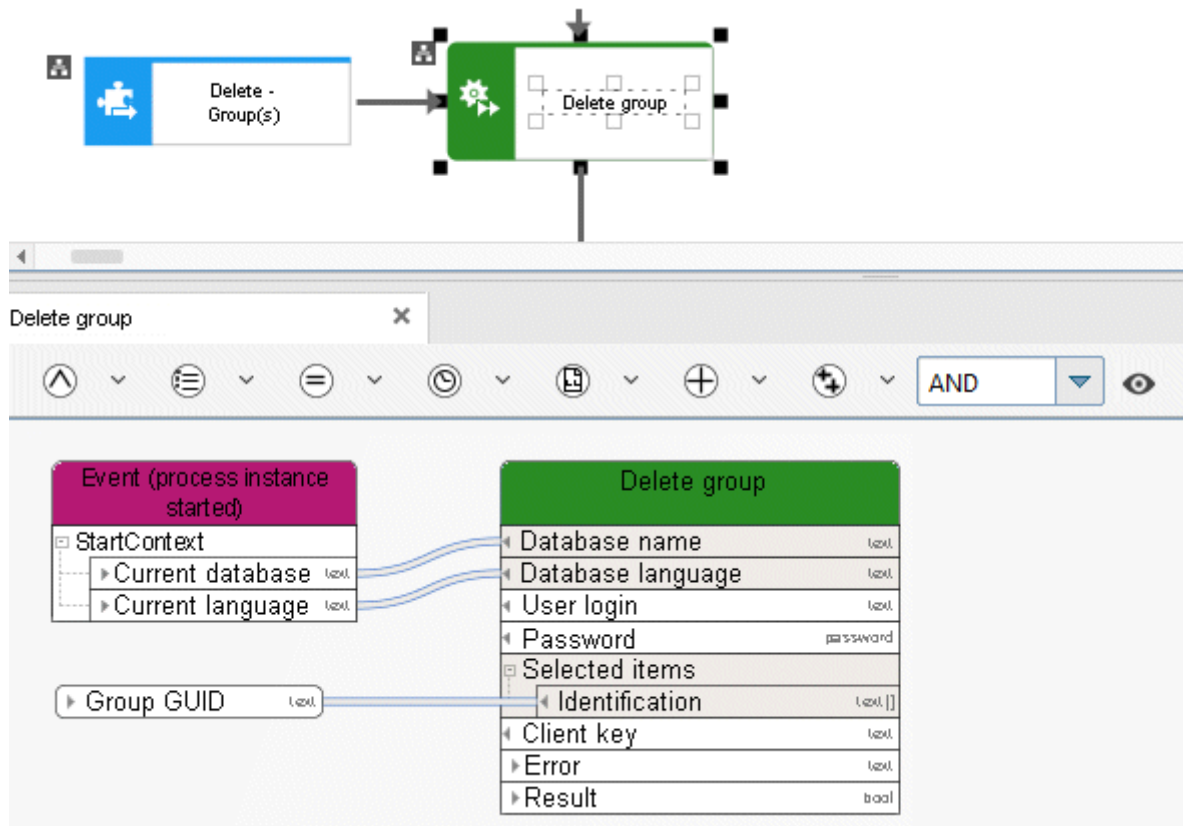 Delete -
Group(s)
Delete group
Delete group
AND
Event (process instance
started)
StartContext
Current database text
Current language text
Group GUID text
Delete group
Database name text
Database language text
User login text
Password password
Selected items
Identification text []
Client key text
Error text
Result bool